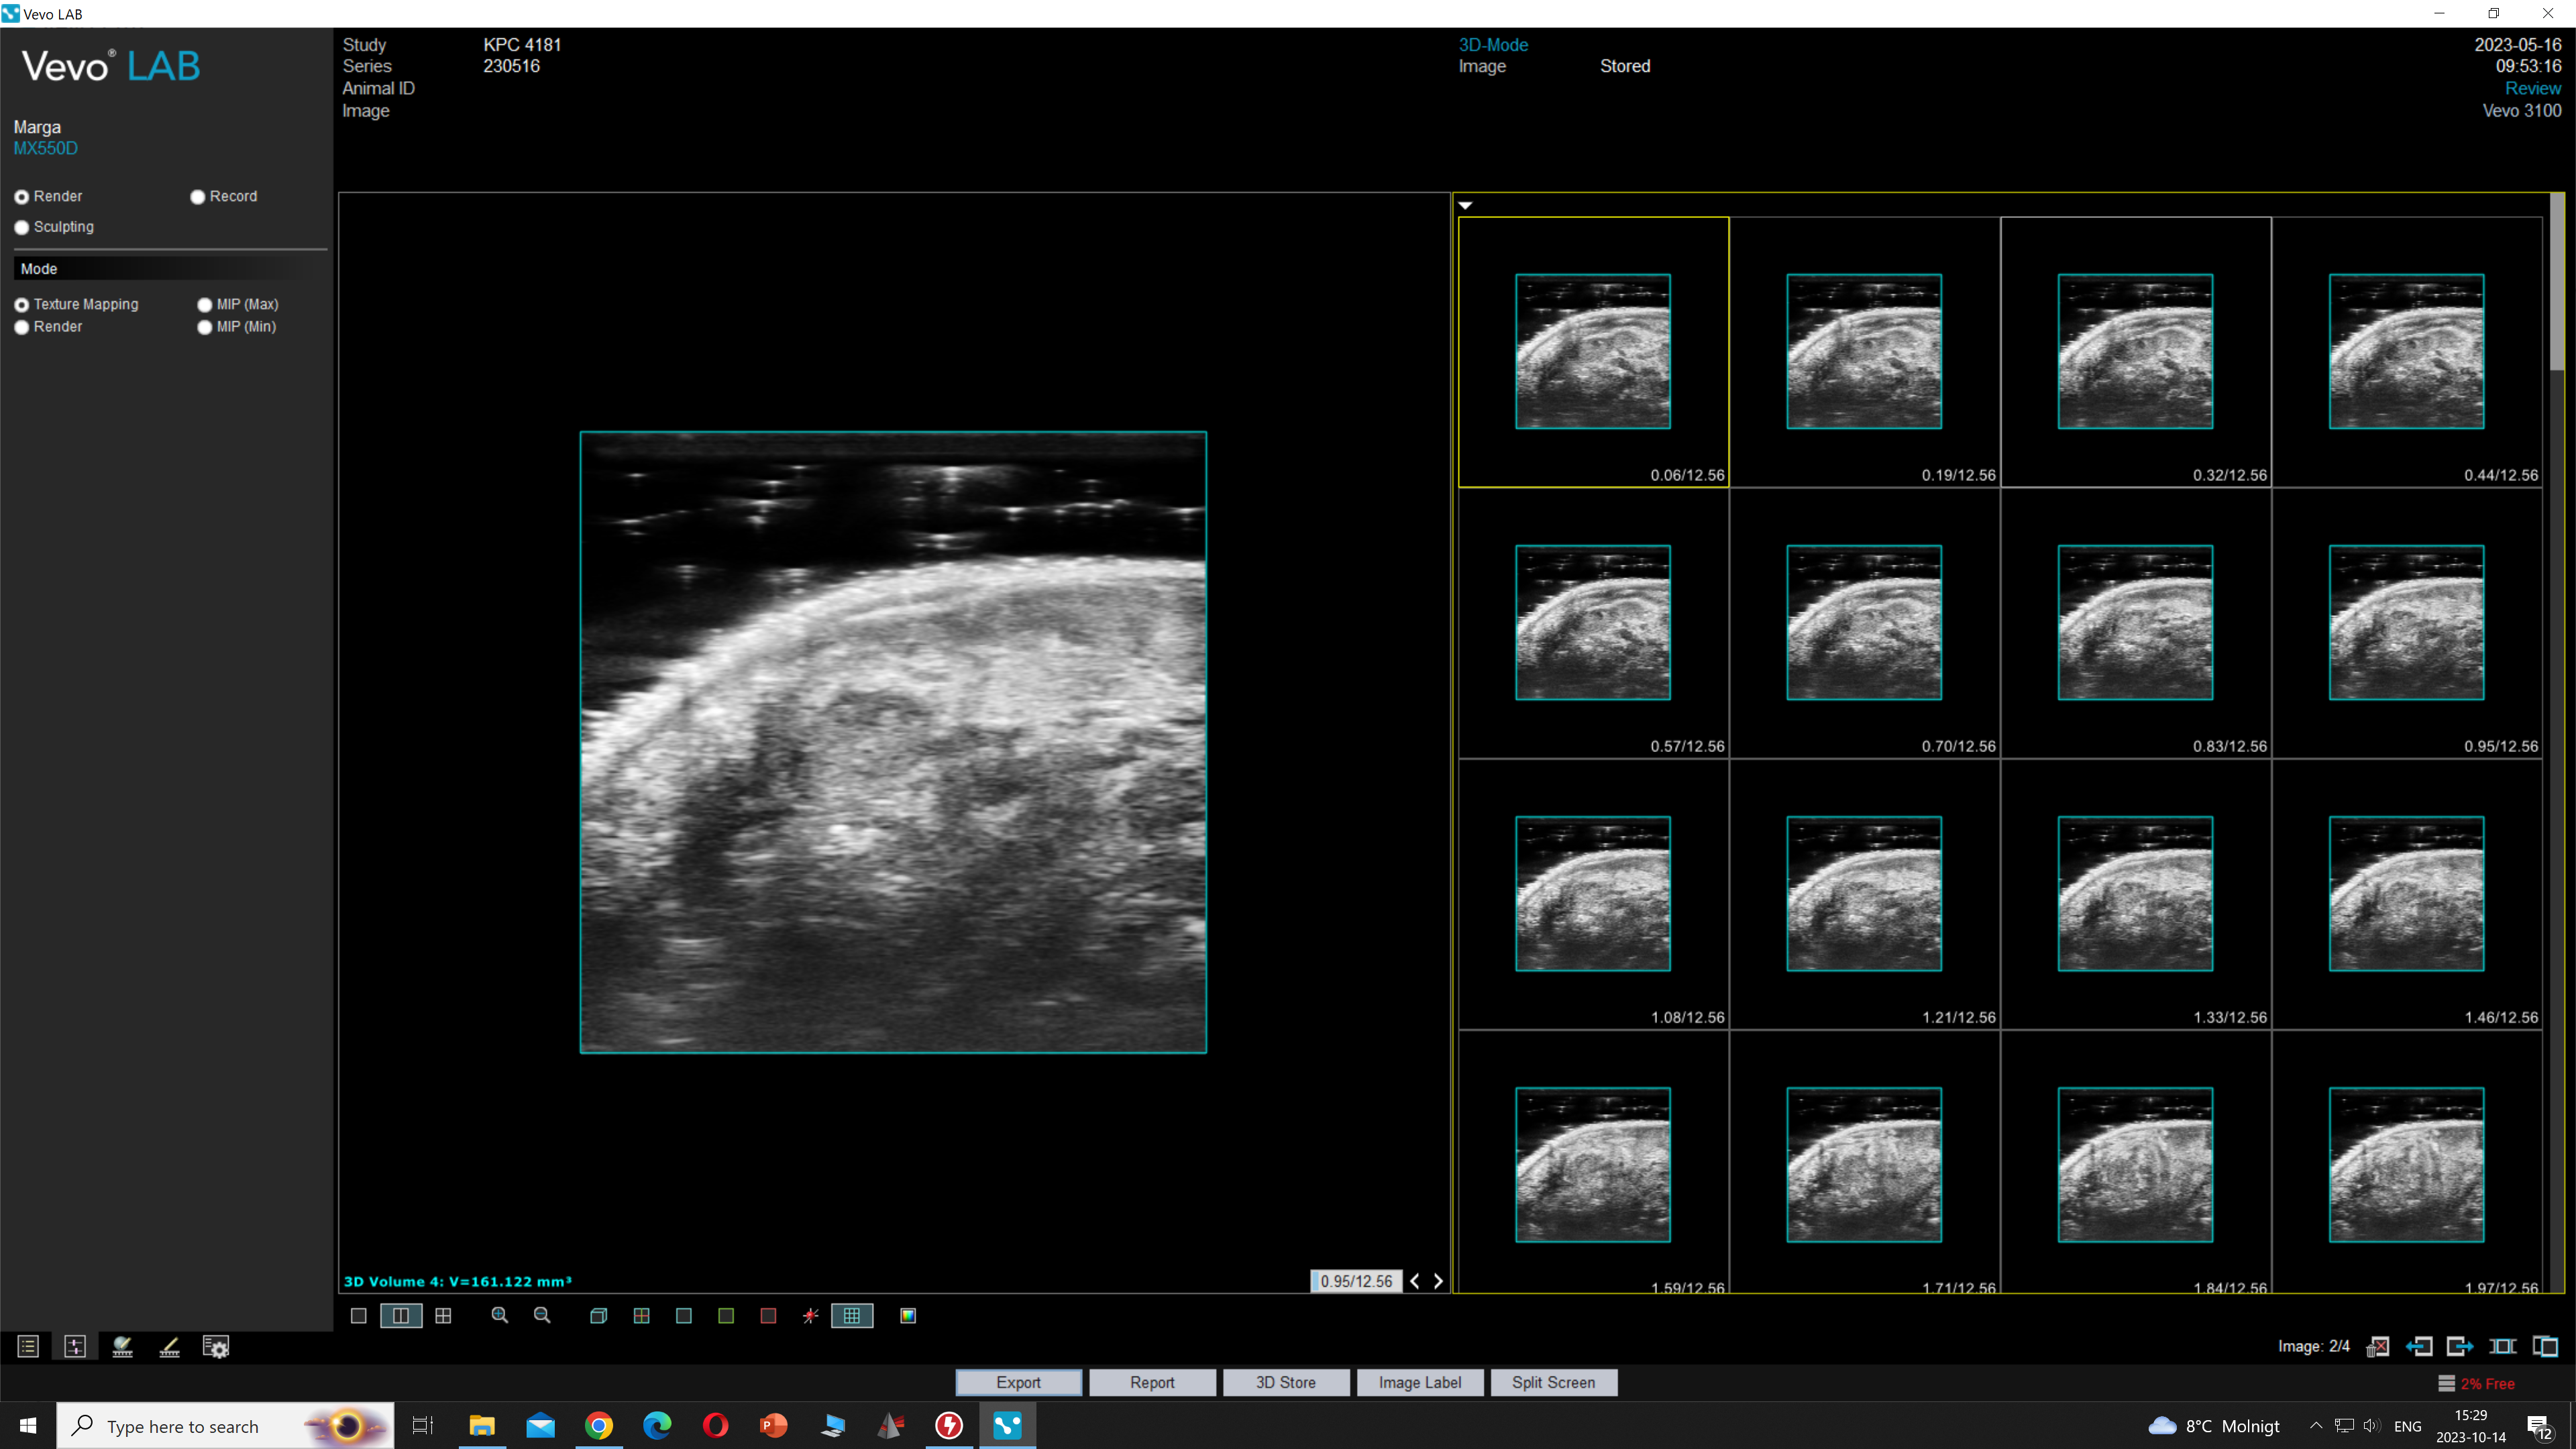 Vevo LAB
Vevo® LAB
Marga
MX550D
Render
Record
Sculpting
Mode
Texture Mapping
MIP (Max)
Render
MIP (Min)
Study KPC 4181
Series 230516
Animal ID
Image
3D-Mode
Image Stored
2023-05-16
09:53:16
Review
Vevo 3100
0.06/12.56
0.19/12.56
0.32/12.56
0.44/12.56
0.57/12.56
0.70/12.56
0.83/12.56
0.95/12.56
1.08/12.56
1.21/12.56
1.33/12.56
1.46/12.56
1.59/12.56
1.71/12.56
1.84/12.56
1.97/12.56
3D Volume 4: V=161.122 mm³
0.95/12.56
Image: 2/4
Export
Report
3D Store
Image Label
Split Screen
2% Free
Type here to search
8°C Molnigt
ENG
15:29
2023-10-14
12